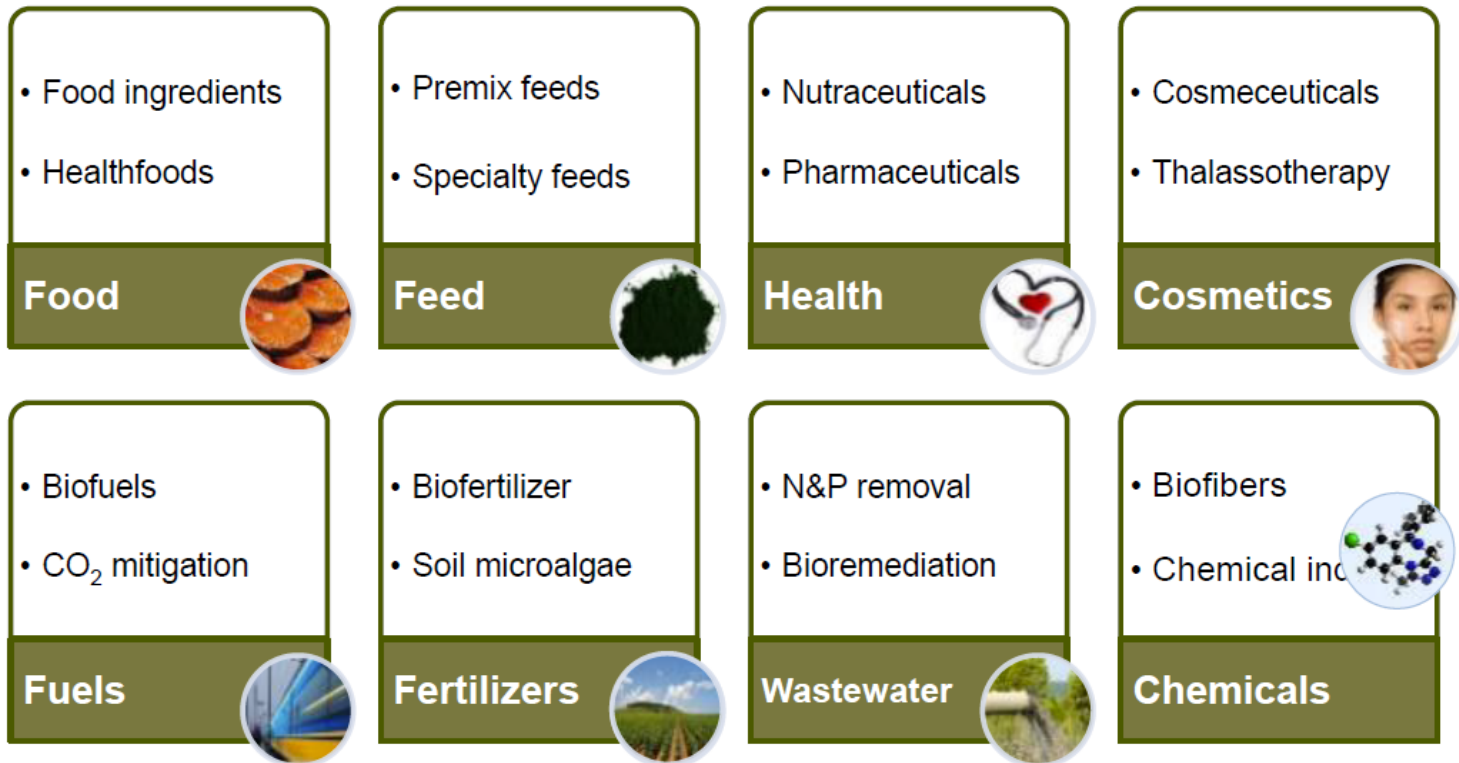 • Food ingredients
• Healthfoods
Food
• Premix feeds
• Specialty feeds
Feed
• Nutraceuticals
• Pharmaceuticals
Health
• Cosmeceuticals
• Thalassotherapy
Cosmetics
• Biofuels
• CO₂ mitigation
Fuels
• Biofertilizer
• Soil microalgae
Fertilizers
• N&P removal
• Bioremediation
Wastewater
• Biofibers
• Chemical
Chemicals